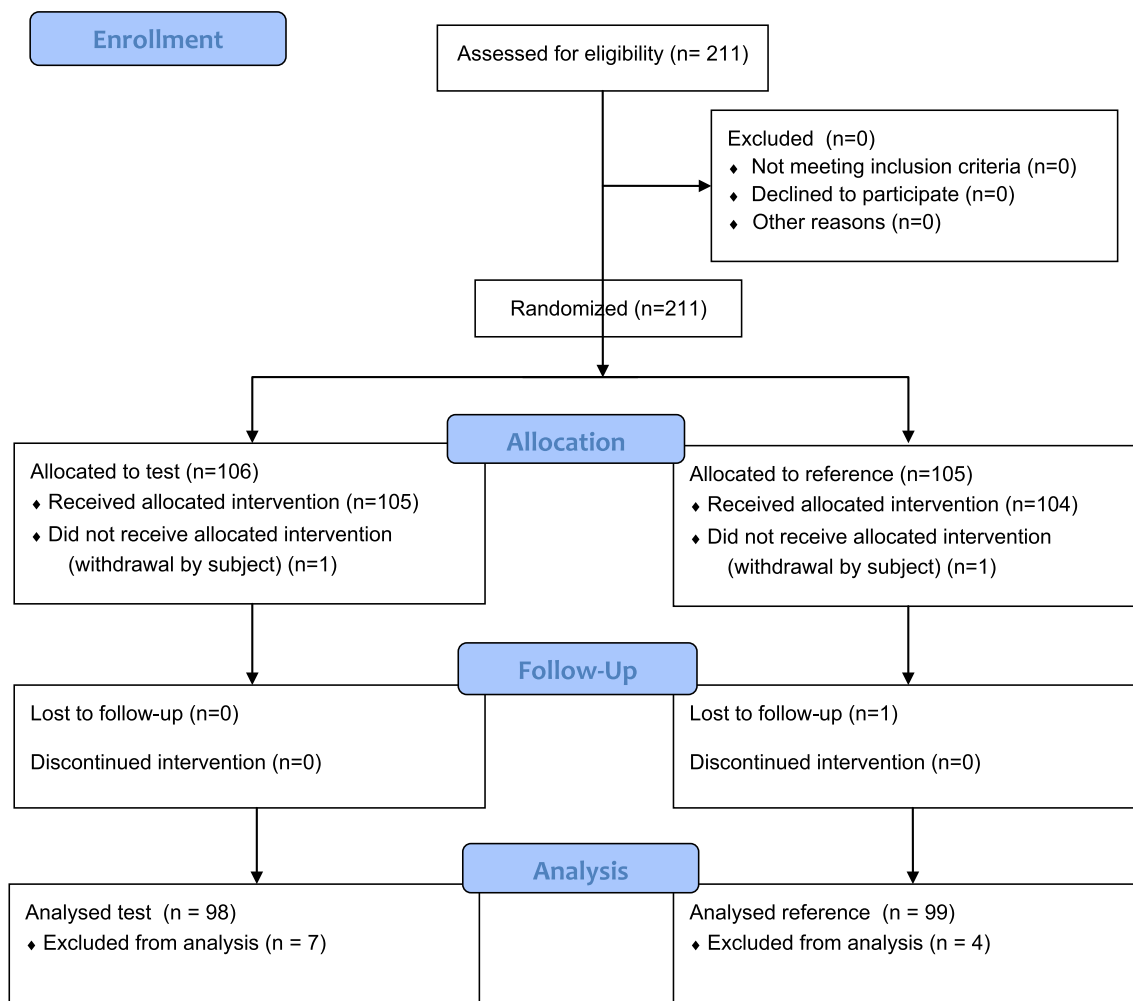 Enrollment
Assessed for eligibility (n= 211)
Excluded (n=0)
♦ Not meeting inclusion criteria (n=0)
♦ Declined to participate (n=0)
♦ Other reasons (n=0)
Randomized (n=211)
Allocation
Allocated to test (n=106)
♦ Received allocated intervention (n=105)
♦ Did not receive allocated intervention
(withdrawal by subject) (n=1)
Allocated to reference (n=105)
♦ Received allocated intervention (n=104)
♦ Did not receive allocated intervention
(withdrawal by subject) (n=1)
Follow-Up
Lost to follow-up (n=0)
Discontinued intervention (n=0)
Lost to follow-up (n=1)
Discontinued intervention (n=0)
Analysis
Analysed test (n = 98)
♦ Excluded from analysis (n = 7)
Analysed reference (n = 99)
♦ Excluded from analysis (n = 4)